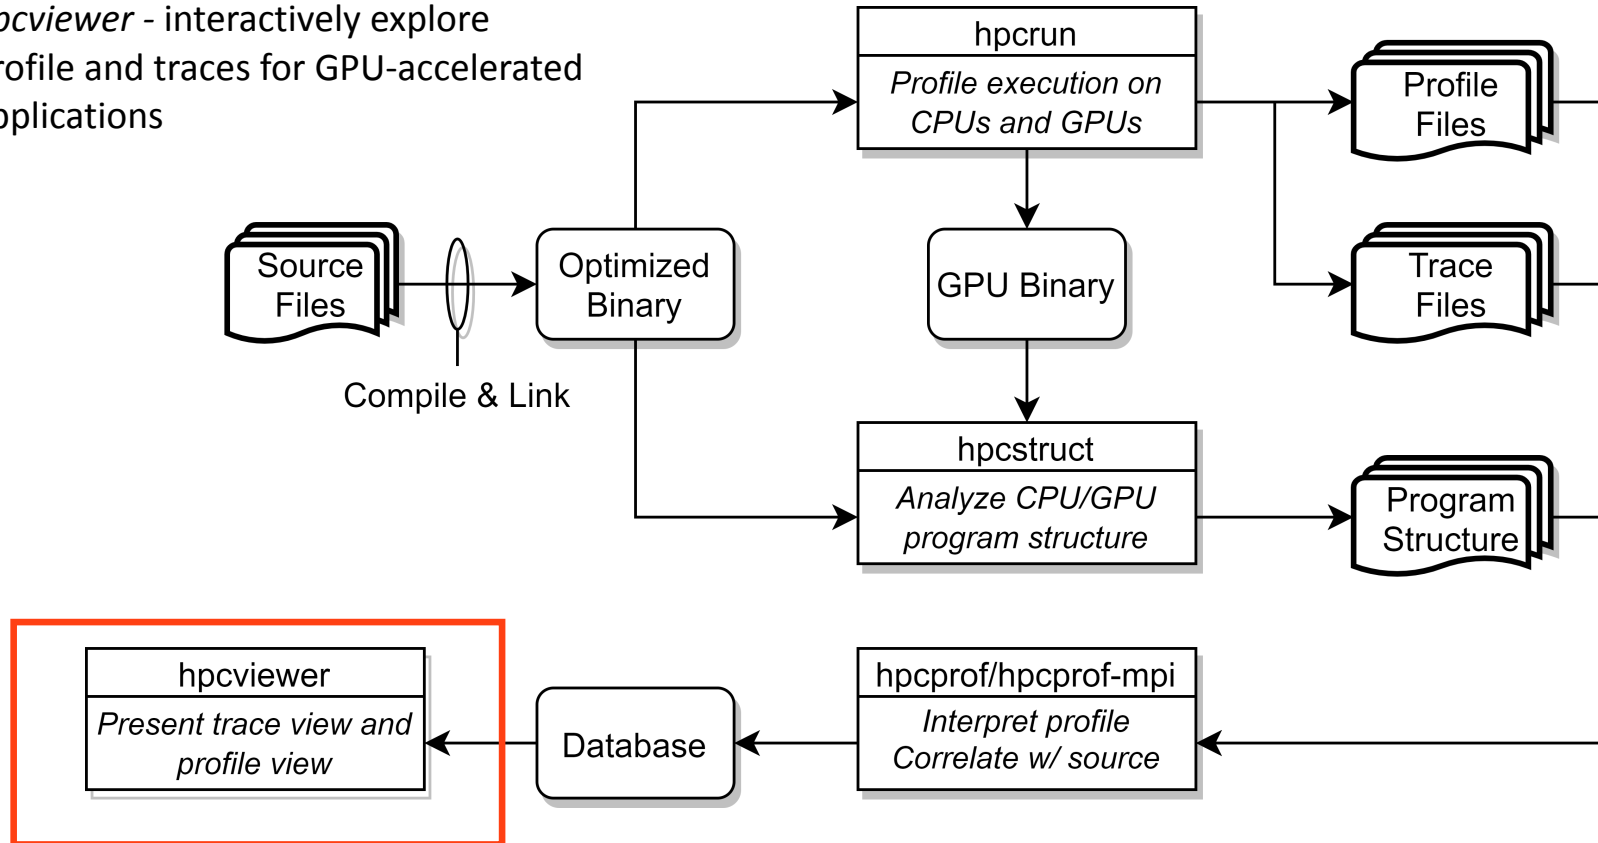 pcviewer - interactively explore
rofile and traces for GPU-accelerated
plications
hpcrun
Profile execution on
CPUs and GPUs
Profile
Files
Source
Files
Optimized
Binary
GPU Binary
Trace
Files
Compile & Link
hpcstruct
Analyze CPU/GPU
program structure
Program
Structure
hpcviewer
Present trace view and
profile view
Database
hpcprof/hpcprof-mpi
Interpret profile
Correlate w/ source